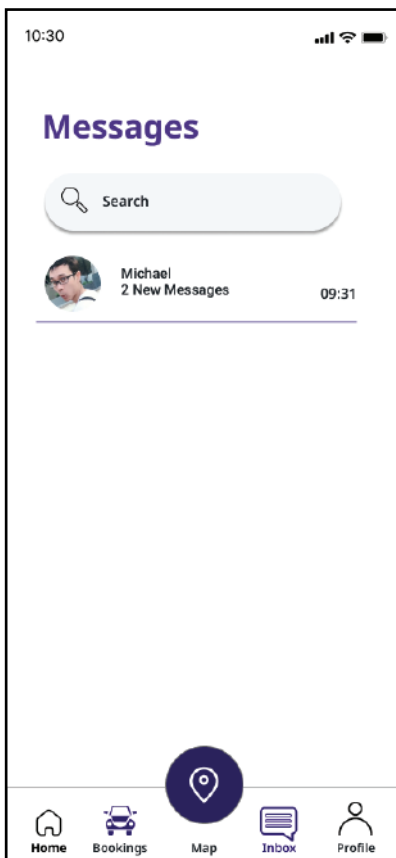 10:30
Messages
Search
Michael
2 New Messages
09:31
Home
Bookings
Map
Inbox
Profile